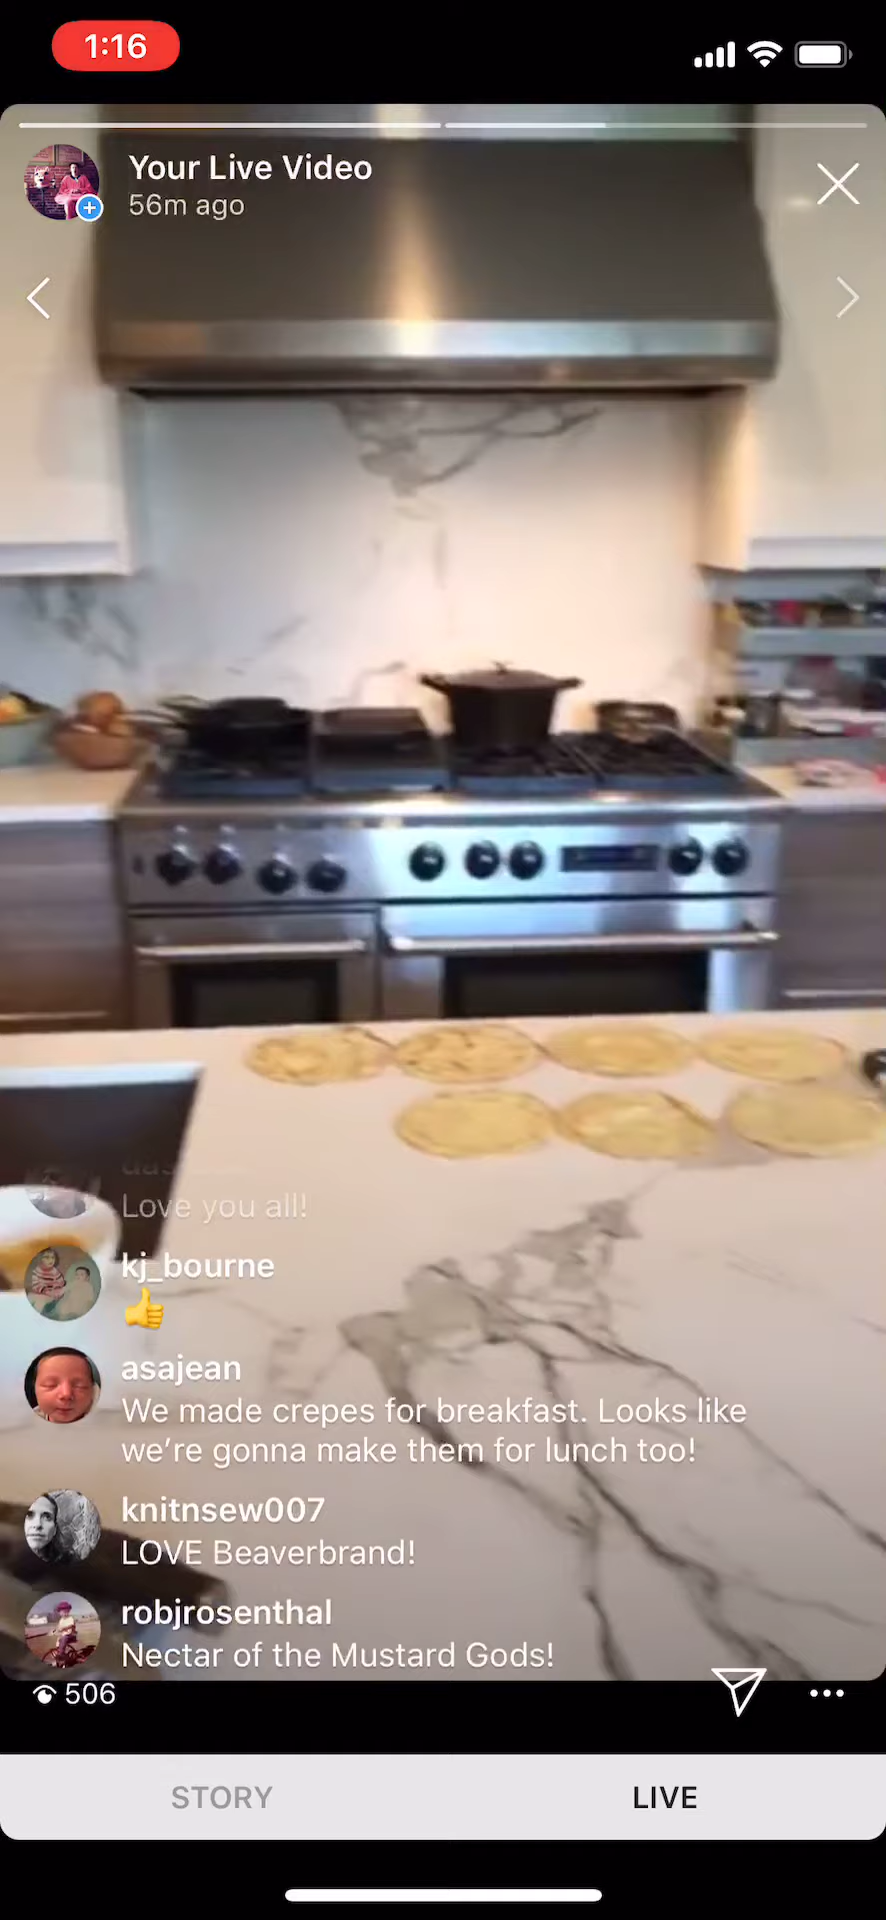 1:16
Your Live Video
56m ago
Love you all!
kj_bourne
👍
asajean
We made crepes for breakfast. Looks like
we're gonna make them for lunch too!
knitnsew007
LOVE Beaverbrand!
robjrosenthal
Nectar of the Mustard Gods!
506
STORY
LIVE